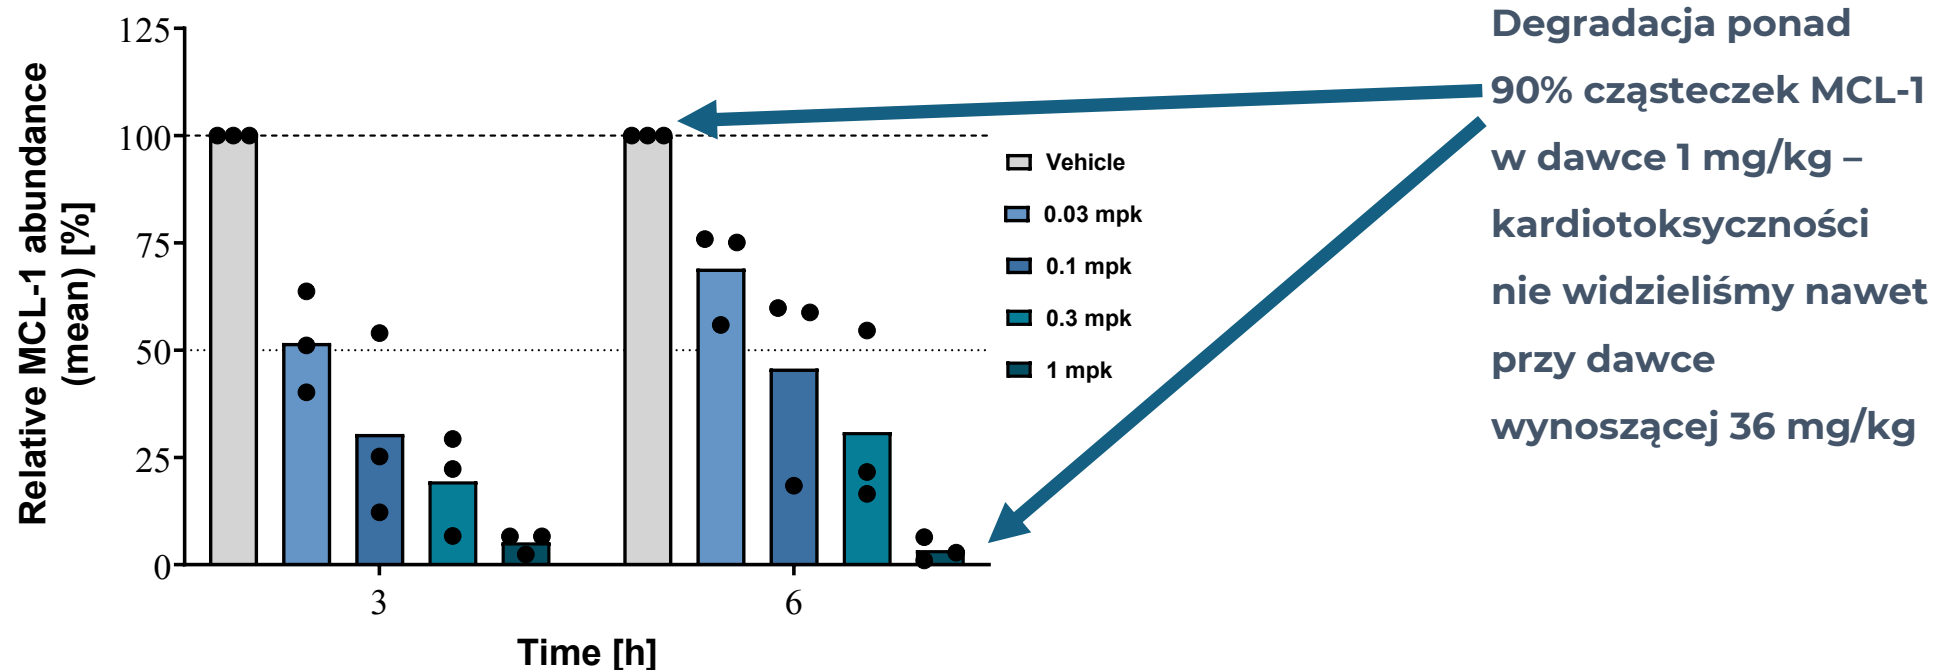 125
100
75
50
25
0
Relative MCL-1 abundance
(mean) [%]
3
6
Time [h]
Vehicle
0.03 mpk
0.1 mpk
0.3 mpk
1 mpk
Degradacja ponad
90% cząsteczek MCL-1
w dawce 1 mg/kg –
kardiotoksyczności
nie widzieliśmy nawet
przy dawce
wynoszącej 36 mg/kg